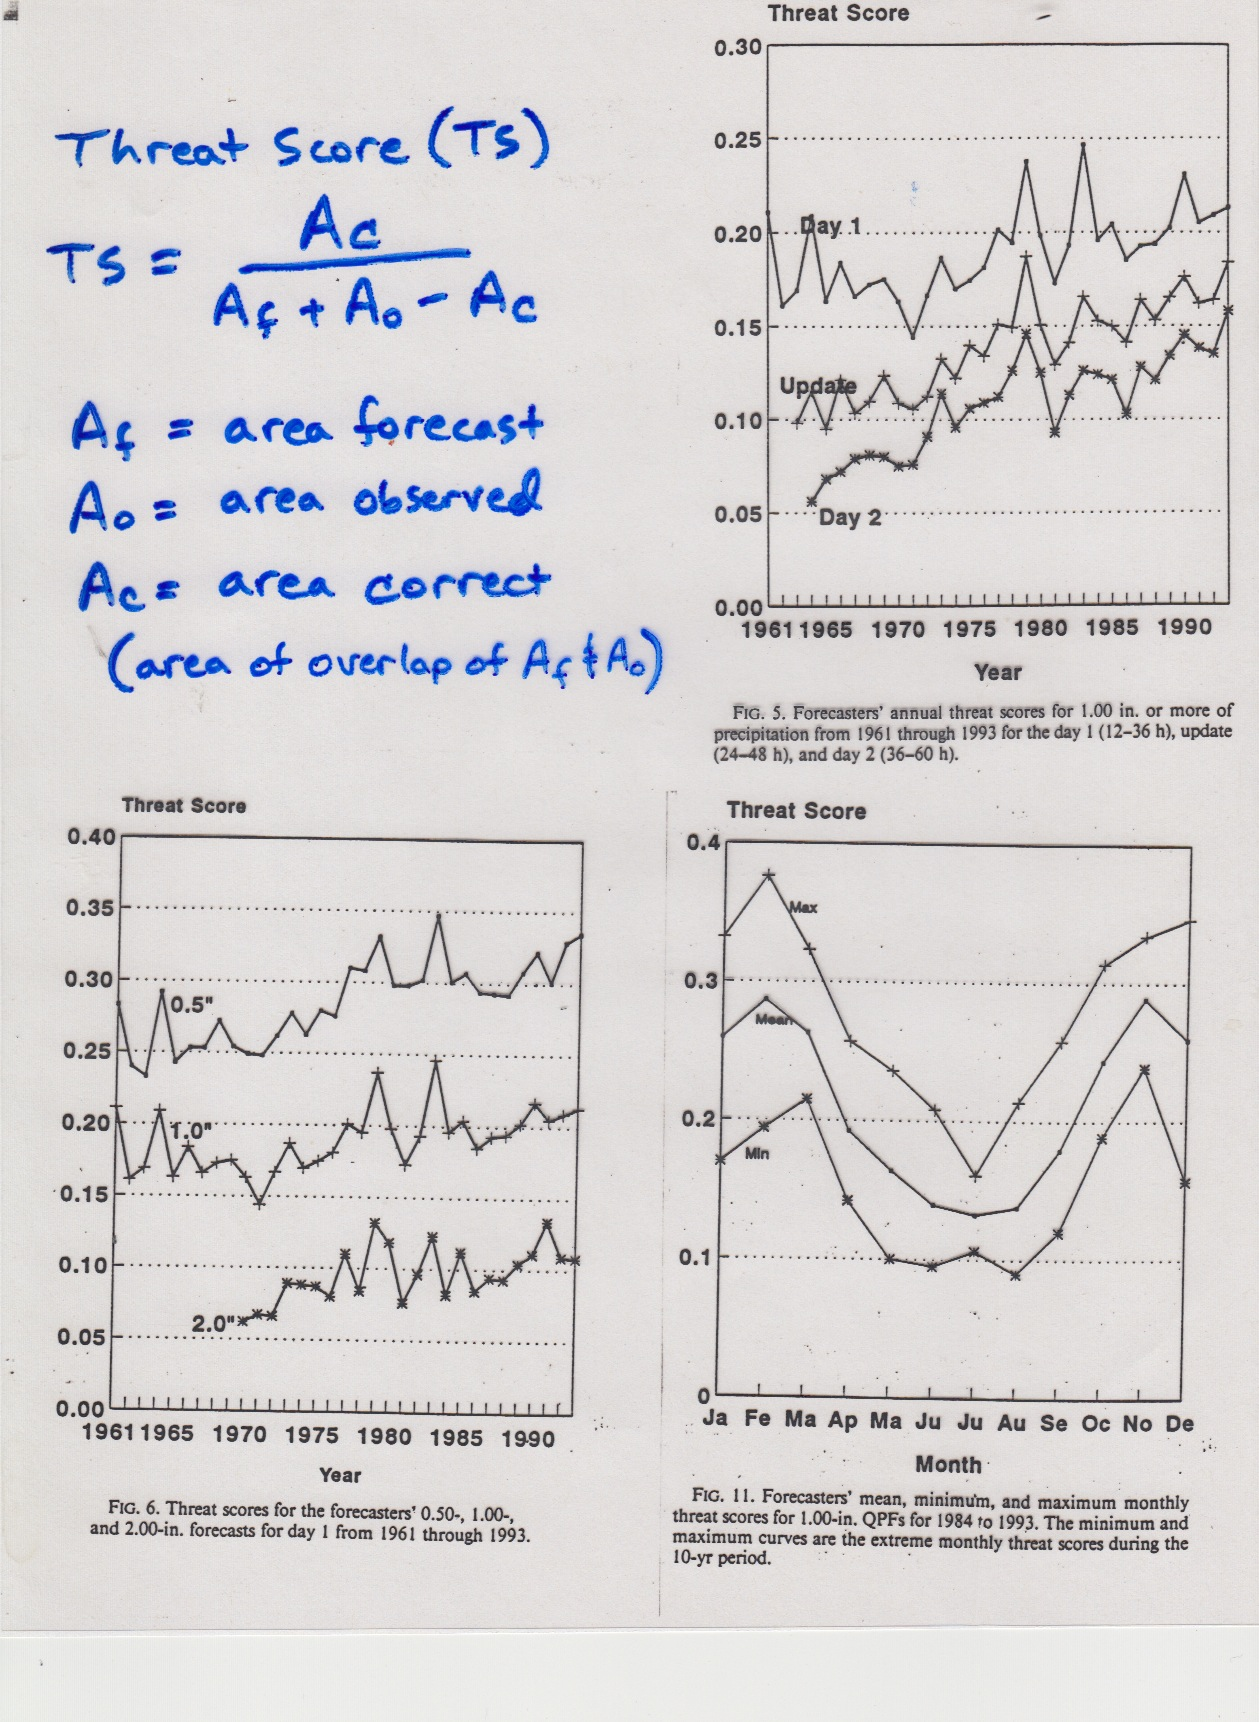 Threat Score (TS)
TS = Ac
Af + Ao - Ac
Af = area forecast
Ao = area observed
Ac = area correct
(area of overlap of Af & Ao)
Threat Score
0.30
0.25
0.20
0.15
0.10
0.05
0.00
Day 1
Update
Day 2
1961 1965 1970 1975 1980 1985 1990
Year
FIG. 5. Forecasters' annual threat scores for 1.00 in. or more of
precipitation from 1961 through 1993 for the day 1 (12–36 h), update
(24–48 h), and day 2 (36–60 h).
Threat Score
0.40
0.35
0.30
0.25
0.20
0.15
0.10
0.05
0.00
0.5"
1.0"
2.0"
1961 1965 1970 1975 1980 1985 1990
Year
FIG. 6. Threat scores for the forecasters' 0.50-, 1.00-,
and 2.00-in. forecasts for day 1 from 1961 through 1993.
Threat Score
0.4
0.3
0.2
0.1
0
Max
Mean
Min
Ja Fe Ma Ap Ma Ju Ju Au Se Oc No De
Month
FIG. 11. Forecasters' mean, minimum, and maximum monthly
threat scores for 1.00-in. QPFs for 1984 to 1993. The minimum and
maximum curves are the extreme monthly threat scores during the
10-yr period.